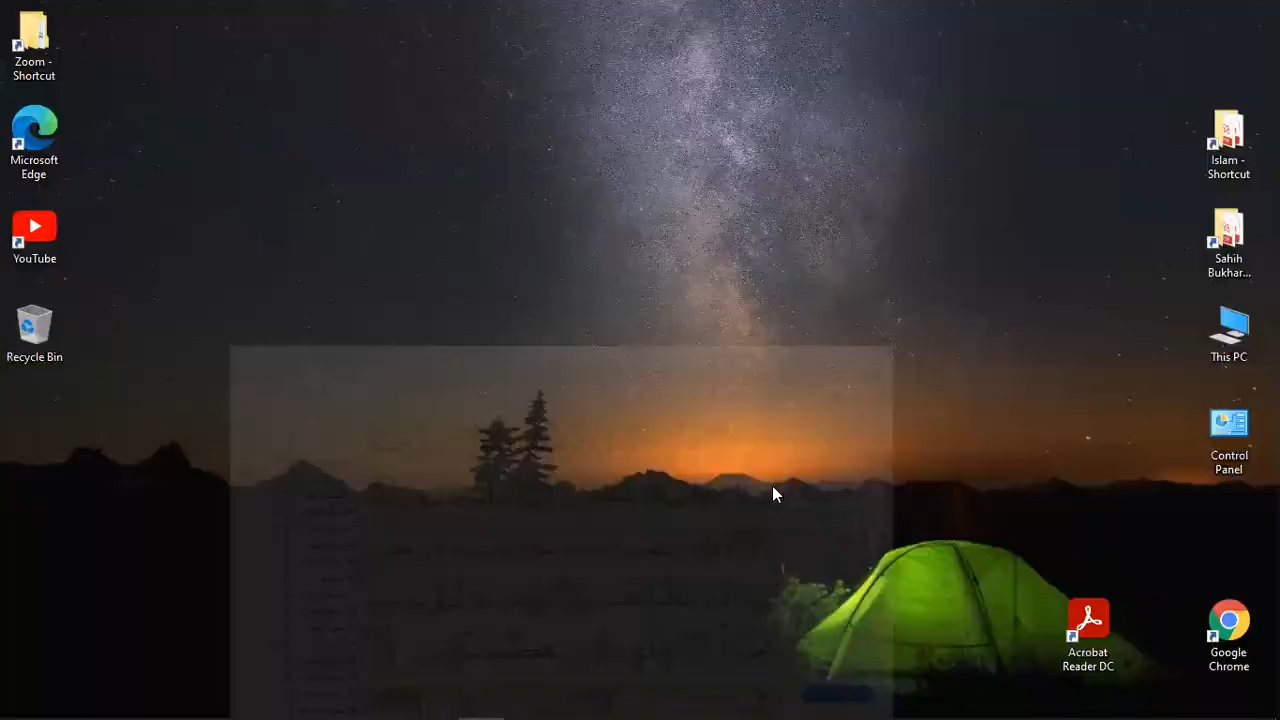 Zoom -
Shortcut
Microsoft
Edge
YouTube
Recycle Bin
Islam -
Shortcut
Sahih
Bukhar...
This PC
Control
Panel
Acrobat
Reader DC
Google
Chrome